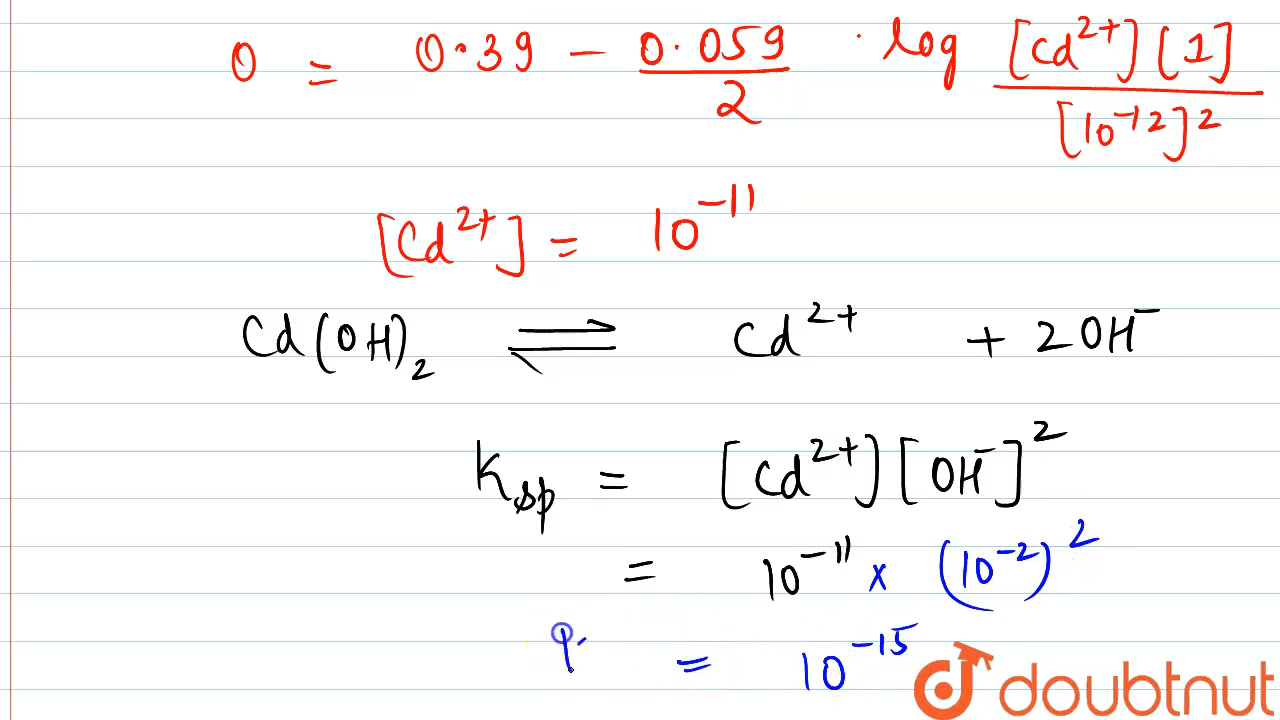 0 = 0.39 - 0.059/2 . log [Cd²⁺][1]/[10⁻¹²]²
[Cd²⁺] = 10⁻¹¹
Cd(OH)₂ ⇌ Cd²⁺ + 2OH⁻
Ksp = [Cd²⁺][OH⁻]²
= 10⁻¹¹ x (10⁻²)²
= 10⁻¹⁵
doubtnut